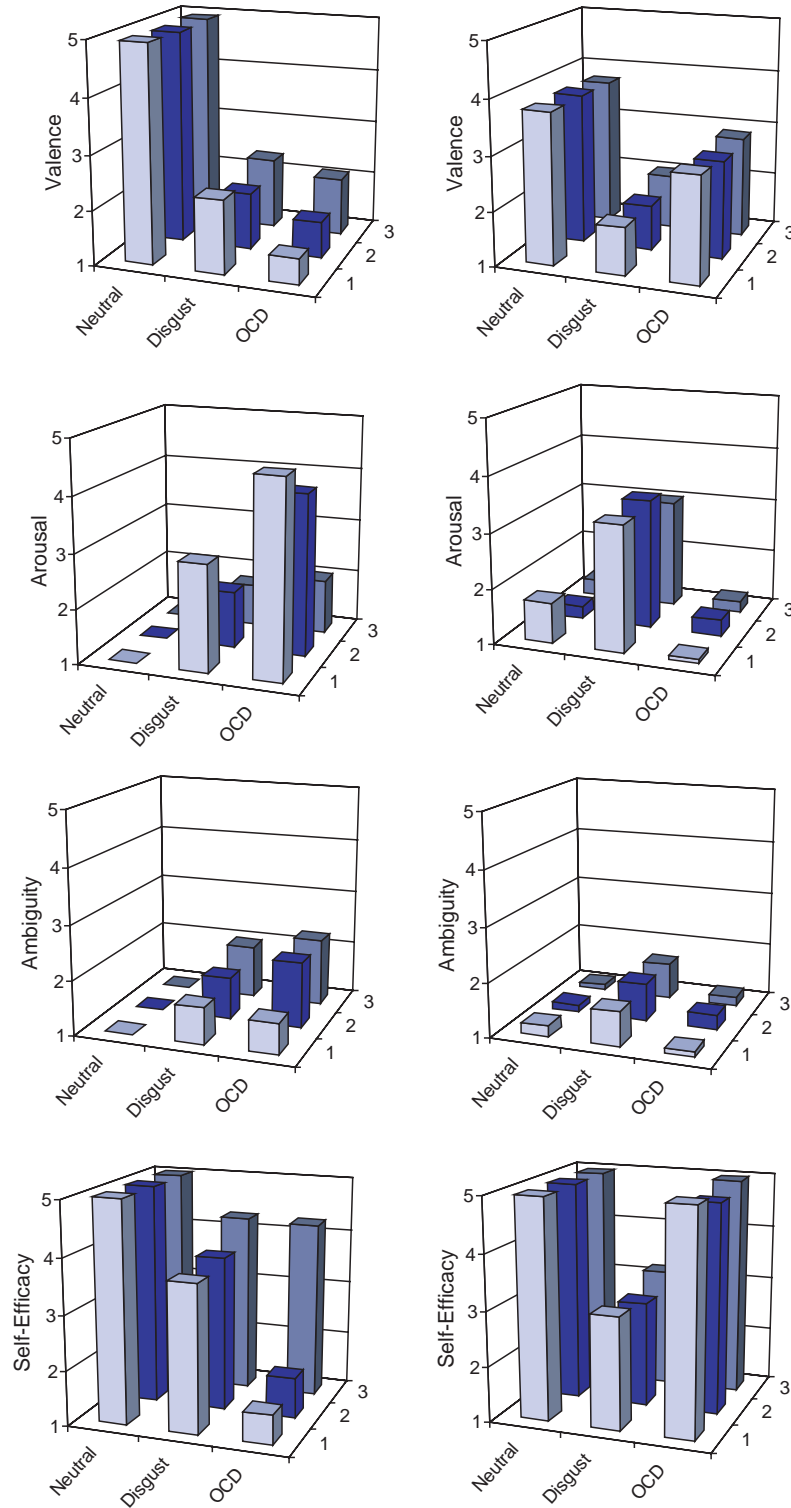 5
4
3
2
1
Valence
Neutral
Disgust
OCD
1
2
3
5
4
3
2
1
Valence
Neutral
Disgust
OCD
1
2
3
5
4
3
2
1
Arousal
Neutral
Disgust
OCD
1
2
3
5
4
3
2
1
Arousal
Neutral
Disgust
OCD
1
2
3
5
4
3
2
1
Ambiguity
Neutral
Disgust
OCD
1
2
3
5
4
3
2
1
Ambiguity
Neutral
Disgust
OCD
1
2
3
5
4
3
2
1
Self-Efficacy
Neutral
Disgust
OCD
1
2
3
5
4
3
2
1
Self-Efficacy
Neutral
Disgust
OCD
1
2
3